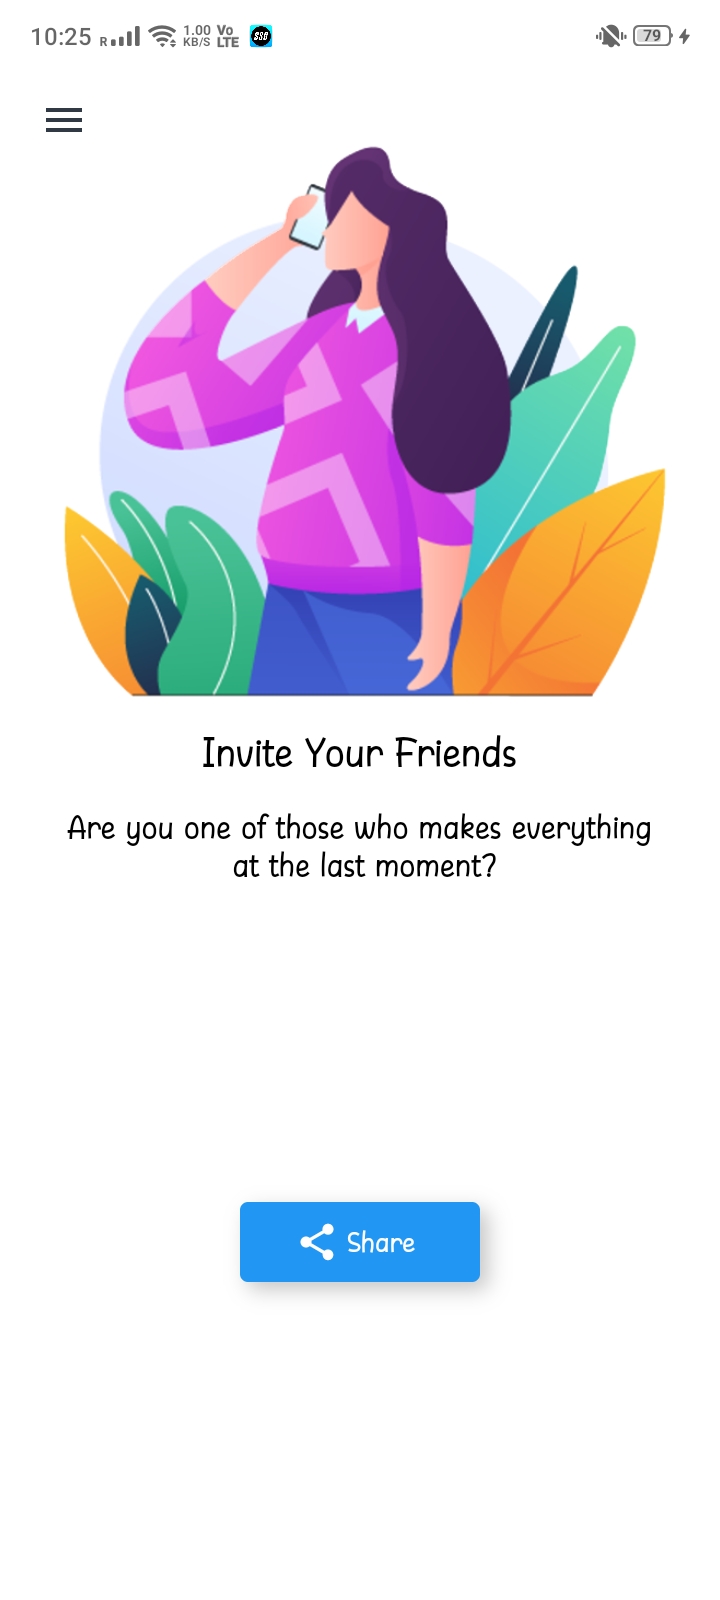 10:25 R 1.00 KB/S Vo LTE SSB 79
Invite Your Friends
Are you one of those who makes everything
at the last moment?
Share